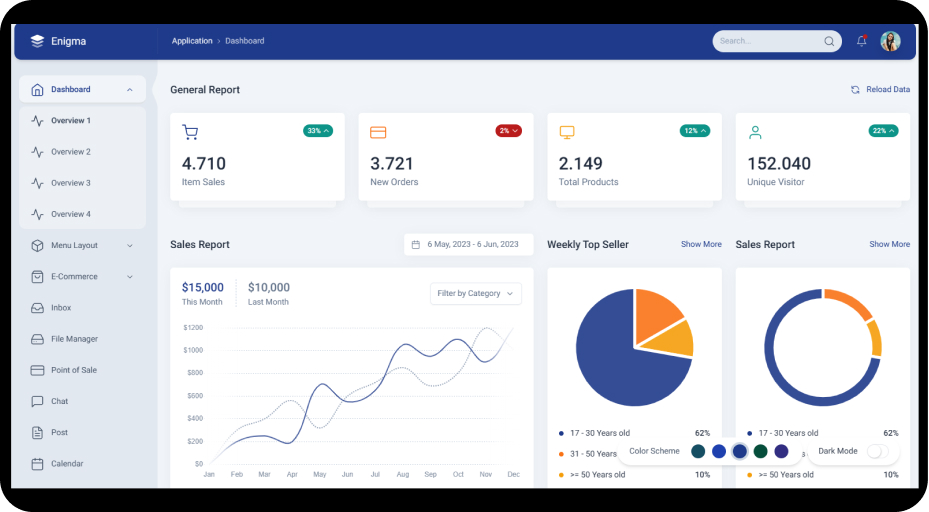 Enigma
Application > Dashboard
Search...
Dashboard
Overview 1
Overview 2
Overview 3
Overview 4
Menu Layout
E-Commerce
Inbox
File Manager
Point of Sale
Chat
Post
Calendar
General Report
Reload Data
33%
4.710
Item Sales
2%
3.721
New Orders
12%
2.149
Total Products
22%
152.040
Unique Visitor
Sales Report
6 May, 2023 - 6 Jun, 2023
$15,000
This Month
$10,000
Last Month
Filter by Category
$1200
$1000
$800
$600
$400
$200
$0
Jan Feb Mar Apr May Jun Jul Aug Sep Oct Nov Dec
Weekly Top Seller
Show More
17 - 30 Years old 62%
31 - 50 Years
>= 50 Years old 10%
Sales Report
Show More
17 - 30 Years old 62%
>= 50 Years old 10%
Color Scheme
Dark Mode